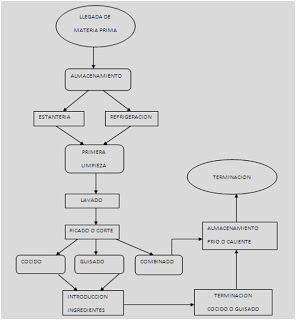 LLEGADA DE
MATERIA PRIMA
ALMACENAMIENTO
ESTANTERIA
REFRIGERACION
PRIMERA
LIMPIEZA
TERMINACION
LAVADO
PICADO O CORTE
ALMACENAMIENTO
FRIO O CALIENTE
COCIDO
GUISADO
COMBINADO
INTRODUCCION
INGREDIENTES
TERMINACION
COCIDO O GUISADO